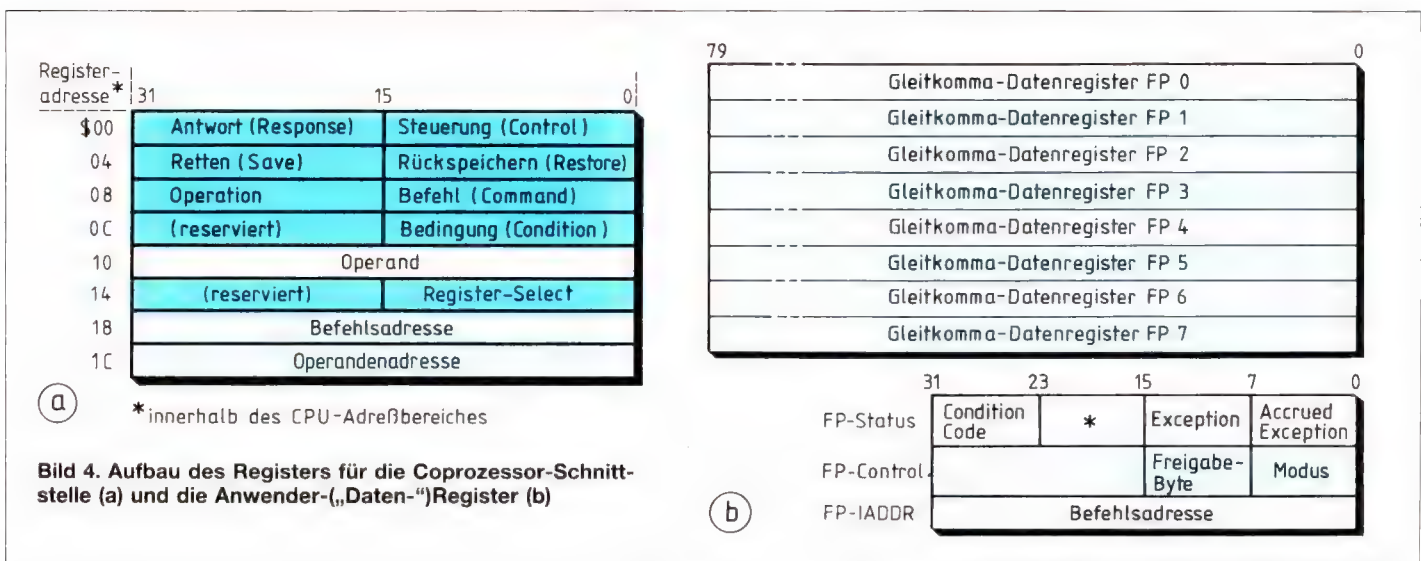 Register-
adresse*
31 15 0
$00 Antwort (Response) Steuerung (Control)
04 Retten (Save) Rückspeichern (Restore)
08 Operation Befehl (Command)
0C (reserviert) Bedingung (Condition)
10 Operand
14 (reserviert) Register-Select
18 Befehlsadresse
1C Operandenadresse
a
*innerhalb des CPU-Adreßbereiches
Bild 4. Aufbau des Registers für die Coprozessor-Schnitt-
stelle (a) und die Anwender-(„Daten-“)Register (b)
79 0
Gleitkomma-Datenregister FP 0
Gleitkomma-Datenregister FP 1
Gleitkomma-Datenregister FP 2
Gleitkomma-Datenregister FP 3
Gleitkomma-Datenregister FP 4
Gleitkomma-Datenregister FP 5
Gleitkomma-Datenregister FP 6
Gleitkomma-Datenregister FP 7
31 23 15 7 0
FP-Status Condition Code * Exception Accrued Exception
FP-Control Freigabe-Byte Modus
FP-IADDR Befehlsadresse
b